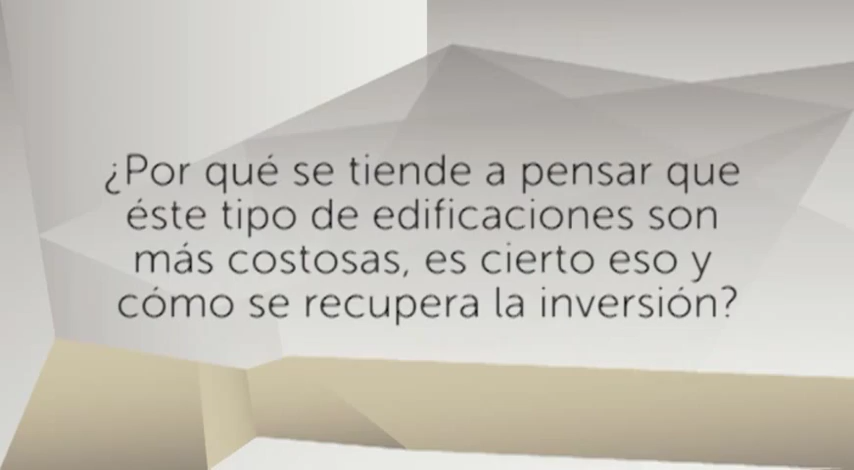 ¿Por qué se tiende a pensar que
éste tipo de edificaciones son
más costosas, es cierto eso y
cómo se recupera la inversión?